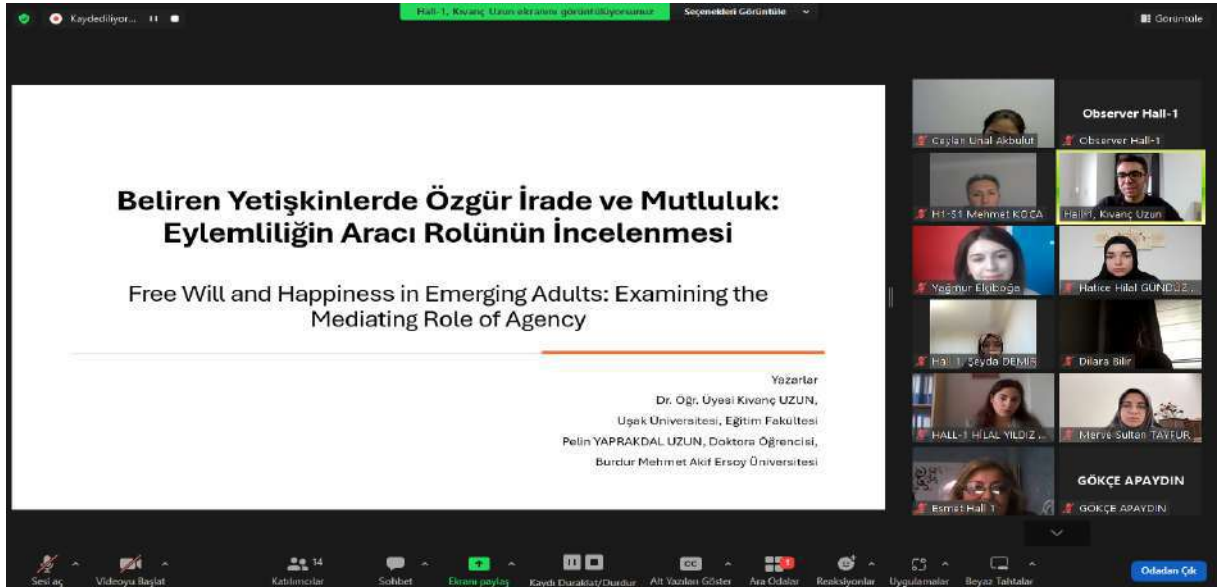 Kaydediliyor...
Hall-1, Kıvanç Uzun ekranını görüntülüyorsunuz
Seçenekleri Görüntüle
Görüntüle
Beliren Yetişkinlerde Özgür İrade ve Mutluluk:
Eylemliliğin Aracı Rolünün İncelenmesi
Free Will and Happiness in Emerging Adults: Examining the
Mediating Role of Agency
Yazarlar
Dr. Öğr. Üyesi Kıvanç UZUN,
Uşak Üniversitesi, Eğitim Fakültesi
Pelin YAPRAKDAL UZUN, Doktora Öğrencisi,
Burdur Mehmet Akif Ersoy Üniversitesi
Ceylan Unal Akbulut
Observer Hall-1
Observer Hall-1
H1-S1 Mehmet KOCA
Hall-1, Kıvanç Uzun
Yağmur Elçiboğa
Hatice Hilal GÜNDÜZ...
Hall 1, Şeyda DEMİR
Dilara Bilir
HALL-1 HİLAL YILDIZ ...
Merve Sultan TAYFUR
Esmat Hall 1
GÖKÇE APAYDIN
GÖKÇE APAYDIN
Sesi aç
Videoyu Başlat
14
Katılımcılar
Sohbet
Ekranı paylaş
Kaydı Duraklat/Durdur
CC
Alt Yazıları Göster
1
Ara Odalar
Reaksiyonlar
Uygulamalar
Beyaz Tahtalar
Odadan Çık